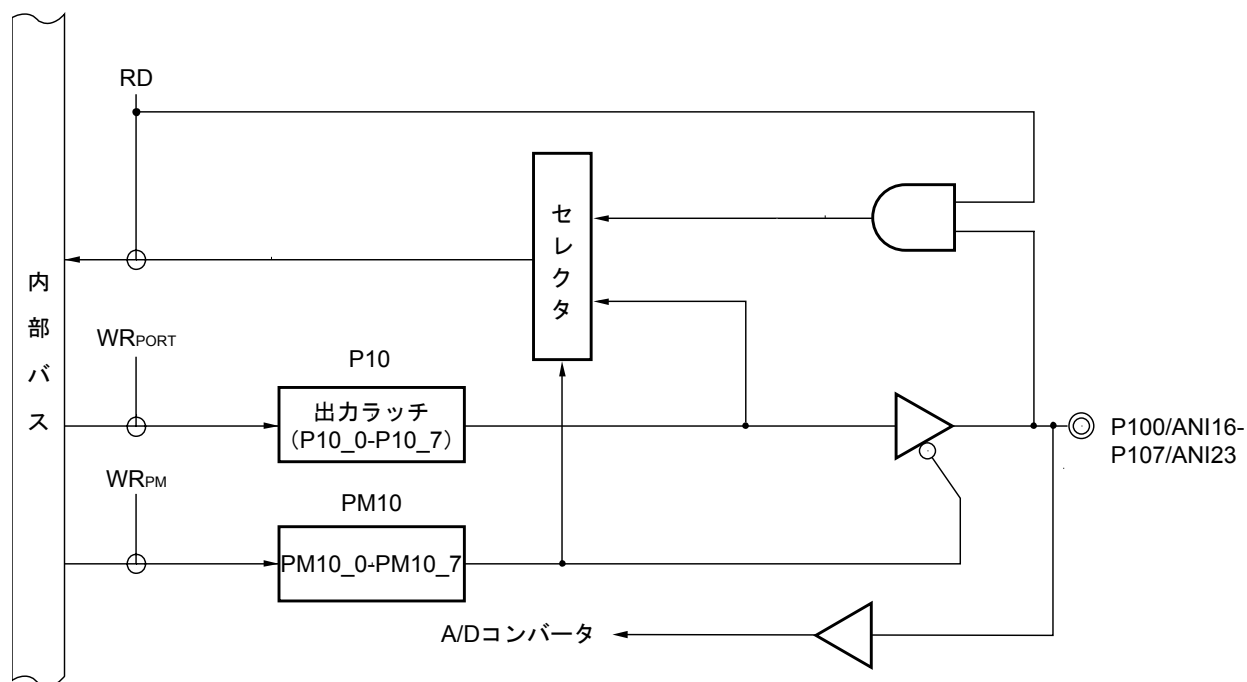 RD
セレクタ
内部バス
WRPORT
P10
出力ラッチ
（P10_0-P10_7）
P100/ANI16-
P107/ANI23
WRPM
PM10
PM10_0-PM10_7
A/Dコンバータ